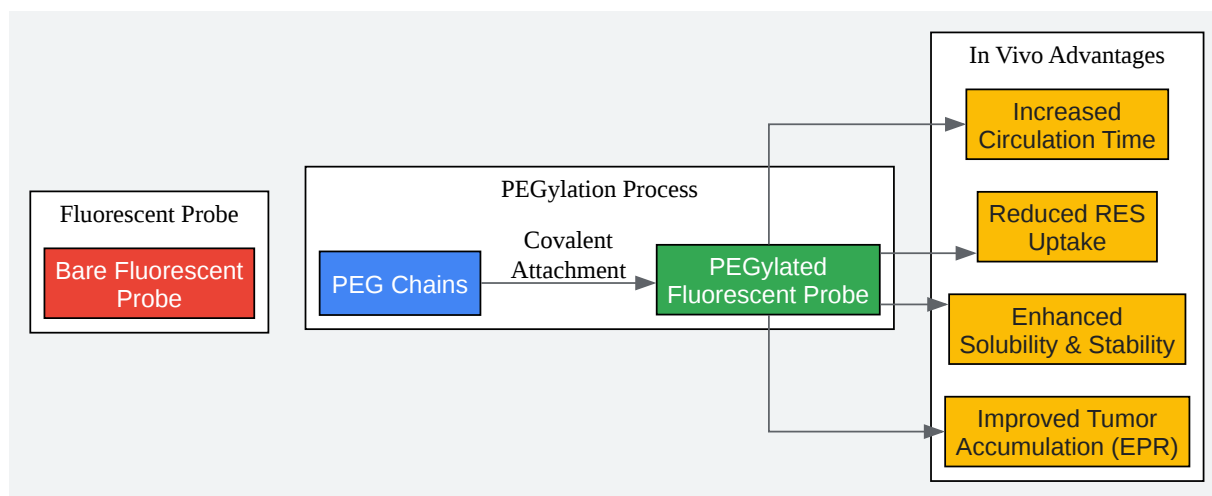 Fluorescent Probe
Bare Fluorescent
Probe
PEGylation Process
PEG Chains
Covalent
Attachment
PEGylated
Fluorescent Probe
In Vivo Advantages
Increased
Circulation Time
Reduced RES
Uptake
Enhanced
Solubility & Stability
Improved Tumor
Accumulation (EPR)